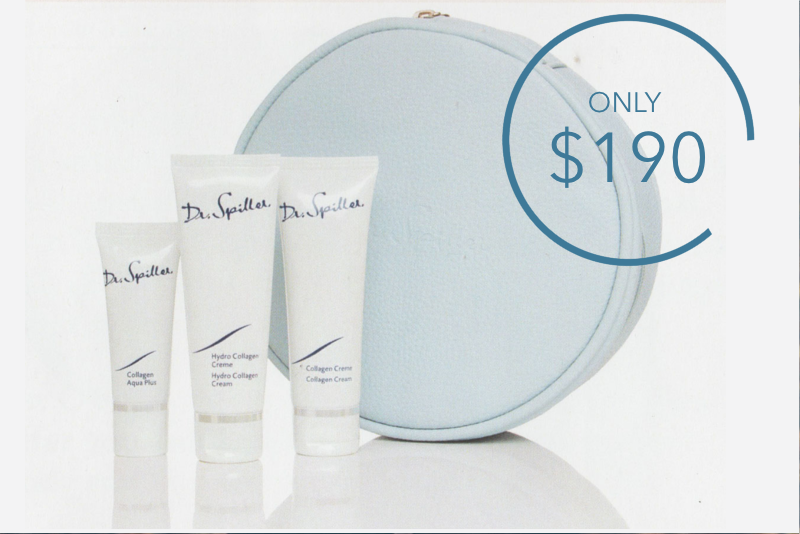 ONLY
$190
Dr. Spiller
Collagen
Aqua Plus
Dr. Spiller
Hydro Collagen
Creme
Hydro Collagen
Cream
Dr. Spiller
Collagen Creme
Collagen Cream